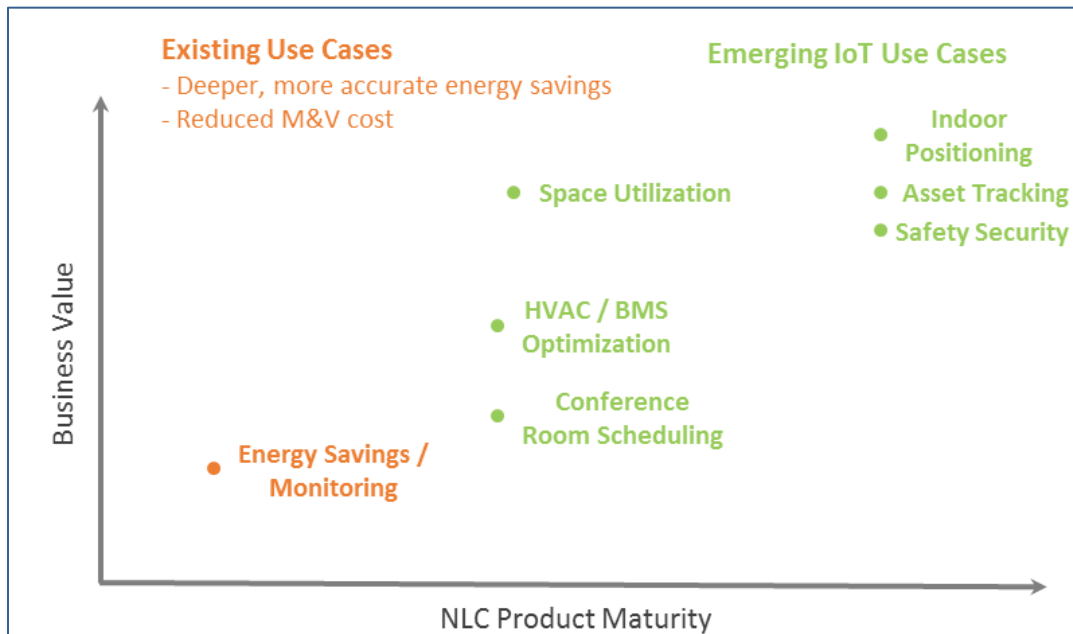 Existing Use Cases
- Deeper, more accurate energy savings
- Reduced M&V cost
Emerging IoT Use Cases
Indoor
Positioning
Asset Tracking
Safety Security
Space Utilization
HVAC / BMS
Optimization
Conference
Room Scheduling
Energy Savings /
Monitoring
Business Value
NLC Product Maturity